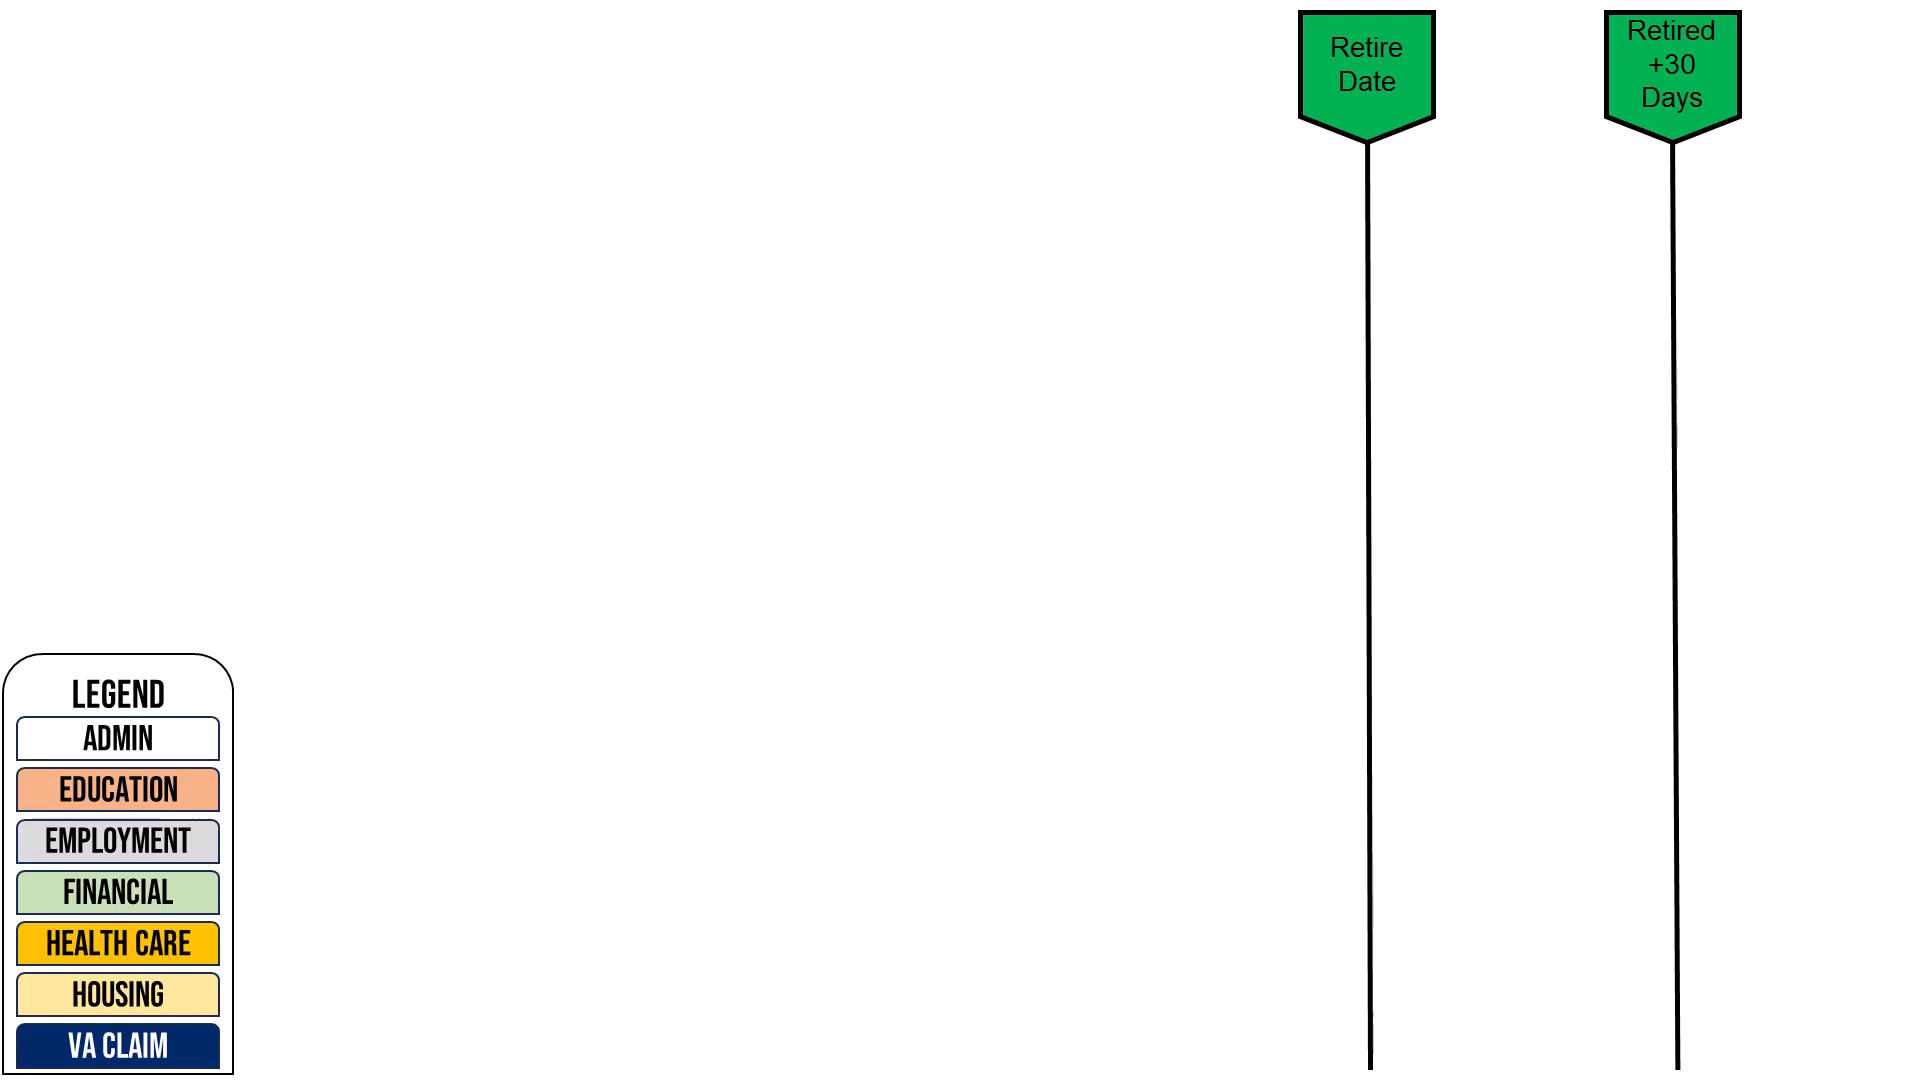 Retire
Date
Retired
+30
Days
LEGEND
ADMIN
EDUCATION
EMPLOYMENT
FINANCIAL
HEALTH CARE
HOUSING
VA CLAIM